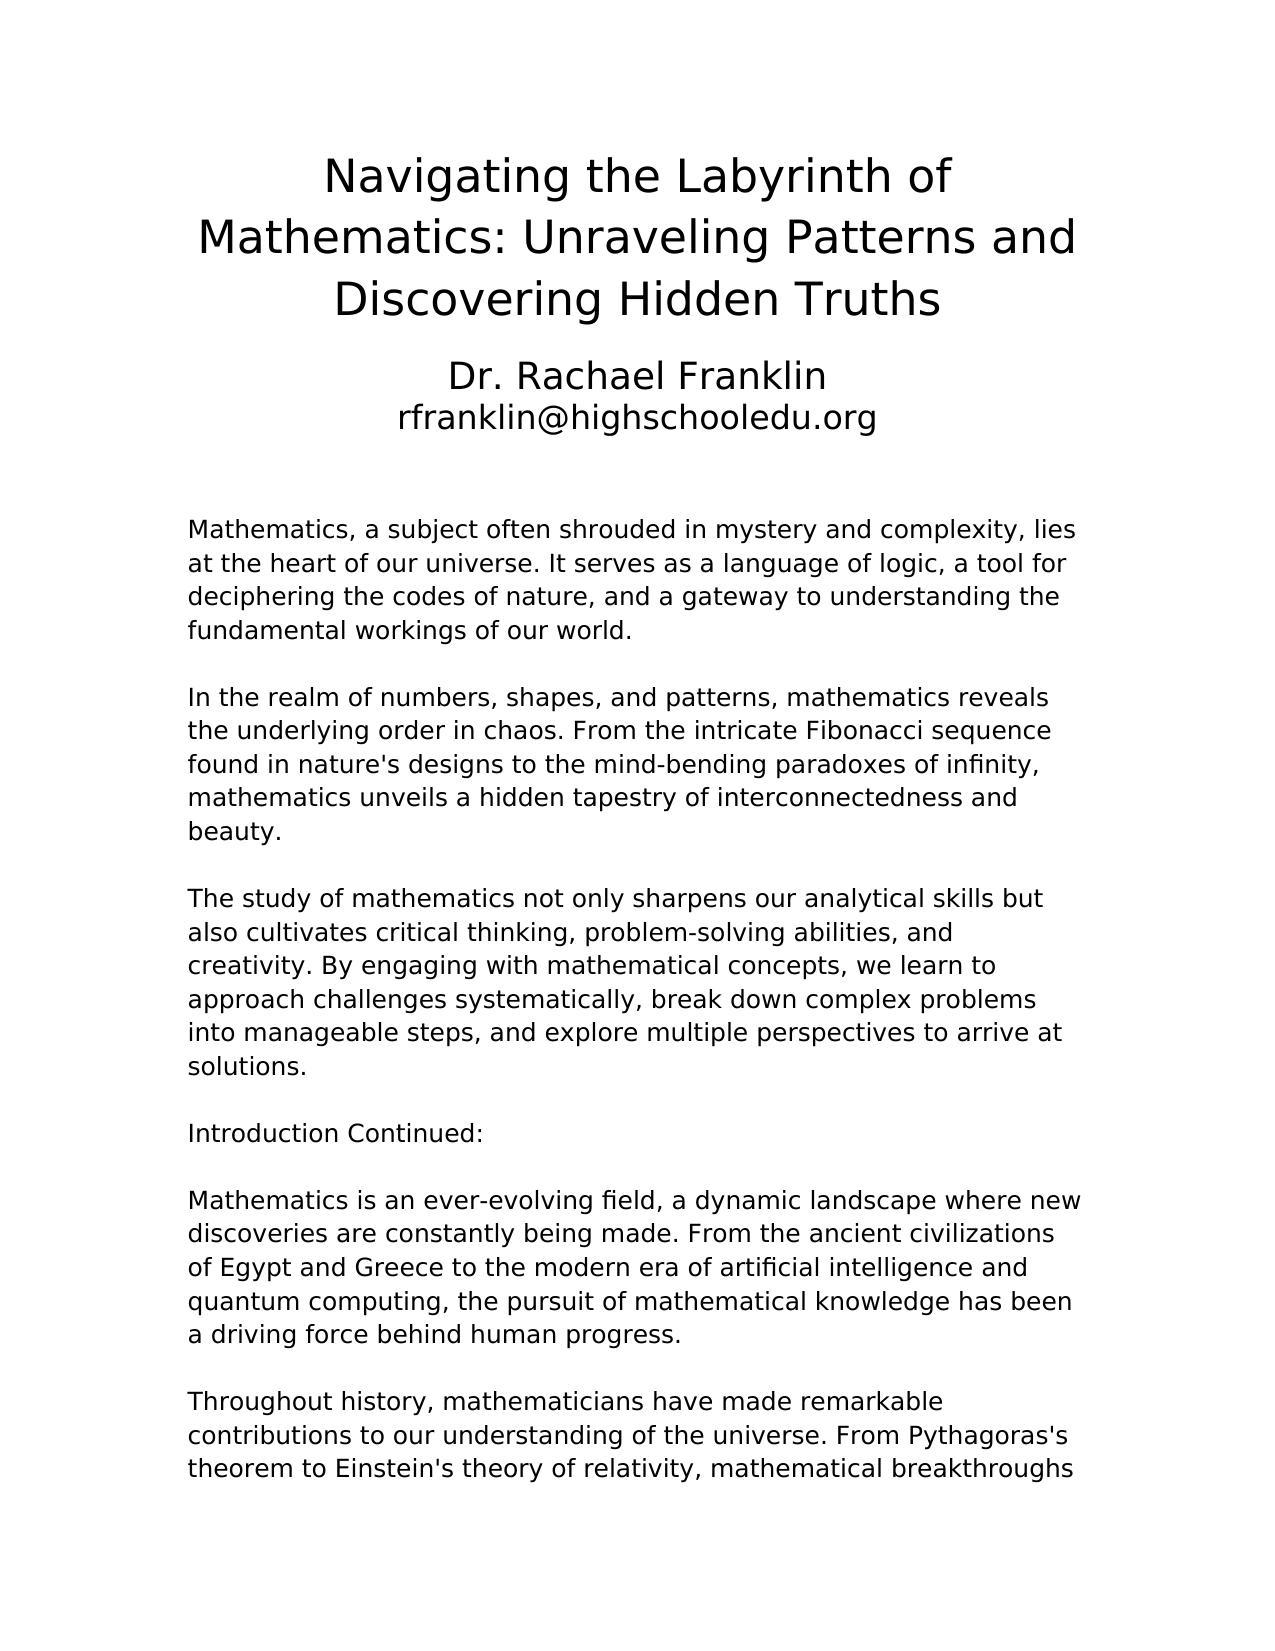 Navigating the Labyrinth of
Mathematics: Unraveling Patterns and
Discovering Hidden Truths
Dr. Rachael Franklin
rfranklin@highschooledu.org
Mathematics, a subject often shrouded in mystery and complexity, lies
at the heart of our universe. It serves as a language of logic, a tool for
deciphering the codes of nature, and a gateway to understanding the
fundamental workings of our world.
In the realm of numbers, shapes, and patterns, mathematics reveals
the underlying order in chaos. From the intricate Fibonacci sequence
found in nature's designs to the mind-bending paradoxes of infinity,
mathematics unveils a hidden tapestry of interconnectedness and
beauty.
The study of mathematics not only sharpens our analytical skills but
also cultivates critical thinking, problem-solving abilities, and
creativity. By engaging with mathematical concepts, we learn to
approach challenges systematically, break down complex problems
into manageable steps, and explore multiple perspectives to arrive at
solutions.
Introduction Continued:
Mathematics is an ever-evolving field, a dynamic landscape where new
discoveries are constantly being made. From the ancient civilizations
of Egypt and Greece to the modern era of artificial intelligence and
quantum computing, the pursuit of mathematical knowledge has been
a driving force behind human progress.
Throughout history, mathematicians have made remarkable
contributions to our understanding of the universe. From Pythagoras's
theorem to Einstein's theory of relativity, mathematical breakthroughs